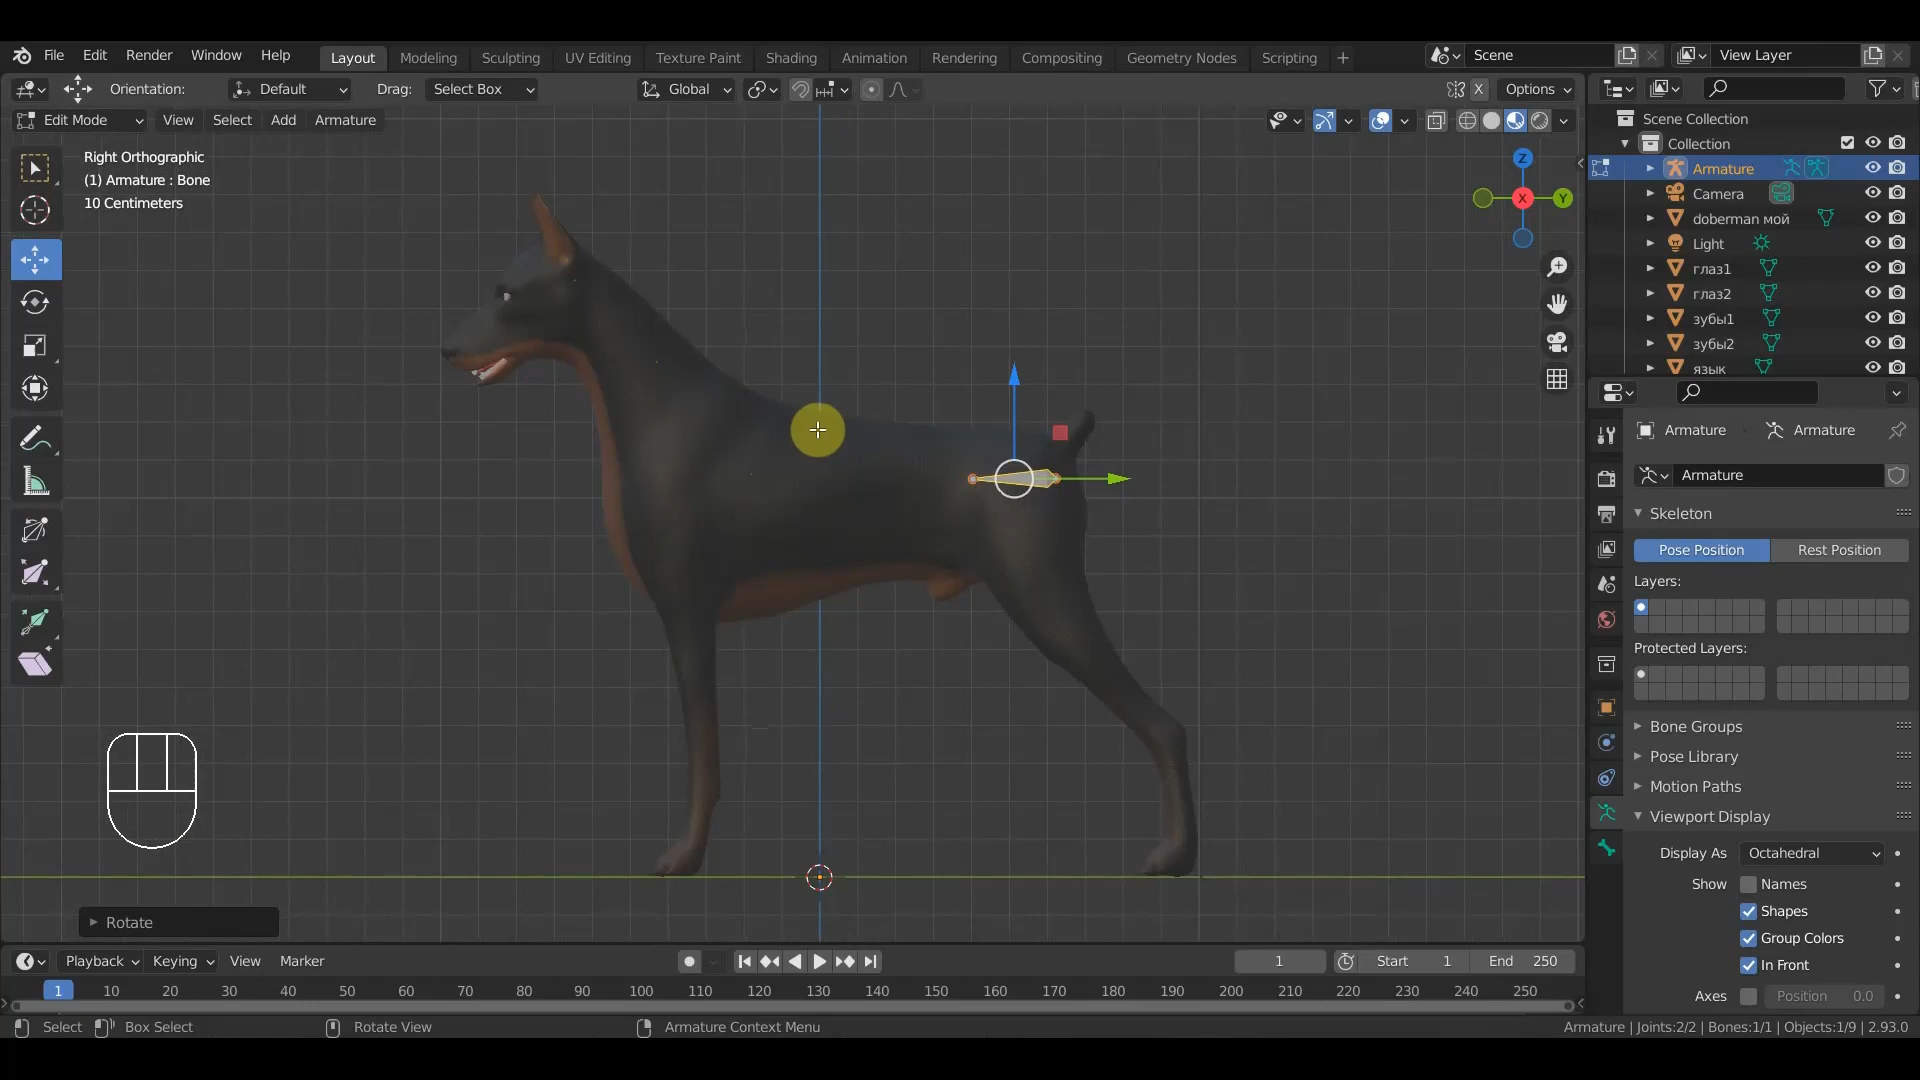 File Edit Render Window Help Layout Modeling Sculpting UV Editing Texture Paint Shading Animation Rendering Compositing Geometry Nodes Scripting + Scene View Layer
Orientation: Default Drag: Select Box Global X Options
Edit Mode View Select Add Armature
Right Orthographic
(1) Armature : Bone
10 Centimeters
Z
X
Y
Scene Collection
Collection
Armature
Camera
doberman мой
Light
глаз1
глаз2
зубы1
зубы2
язык
Armature Armature
Armature
Skeleton
Pose Position Rest Position
Layers:
Protected Layers:
Bone Groups
Pose Library
Motion Paths
Viewport Display
Display As Octahedral
Show Names
Shapes
Group Colors
In Front
Axes Position 0.0
Rotate
Playback Keying View Marker 1 Start 1 End 250
1 10 20 30 40 50 60 70 80 90 100 110 120 130 140 150 160 170 180 190 200 210 220 230 240 250
Select Box Select Rotate View Armature Context Menu Armature | Joints:2/2 | Bones:1/1 | Objects:1/9 | 2.93.0